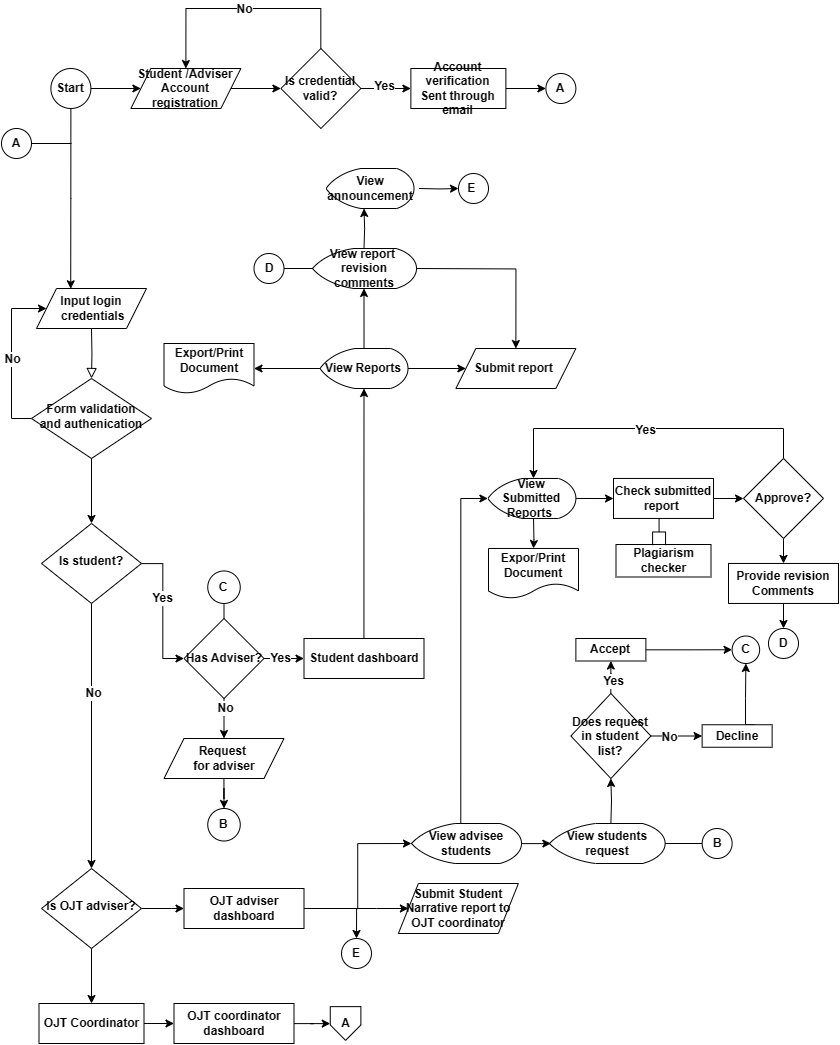 No
Start
Student /Adviser
Account
registration
Is credential
valid?
Yes
Account
verification
Sent through
email
A
A
View
announcement
E
D
View report
revision
comments
Input login
credentials
No
Export/Print
Document
View Reports
Submit report
Form validation
and authenication
Yes
View
Submitted
Reports
Check submitted
report
Approve?
Plagiarism
checker
Expor/Print
Document
Provide revision
Comments
D
Is student?
Yes
C
Has Adviser?
Yes
Student dashboard
No
Request
for adviser
B
No
Accept
C
Yes
Does request
in student
list?
No
Decline
View advisee
students
View students
request
B
Is OJT adviser?
OJT adviser
dashboard
Submit Student
Narrative report to
OJT coordinator
E
OJT Coordinator
OJT coordinator
dashboard
A